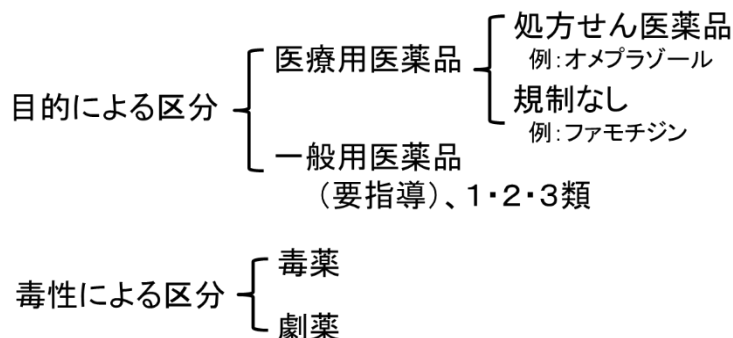 目的による区分
医療用医薬品
処方せん医薬品
例:オメプラゾール
規制なし
例:ファモチジン
一般用医薬品
(要指導)、1・2・3類
毒性による区分
毒薬
劇薬